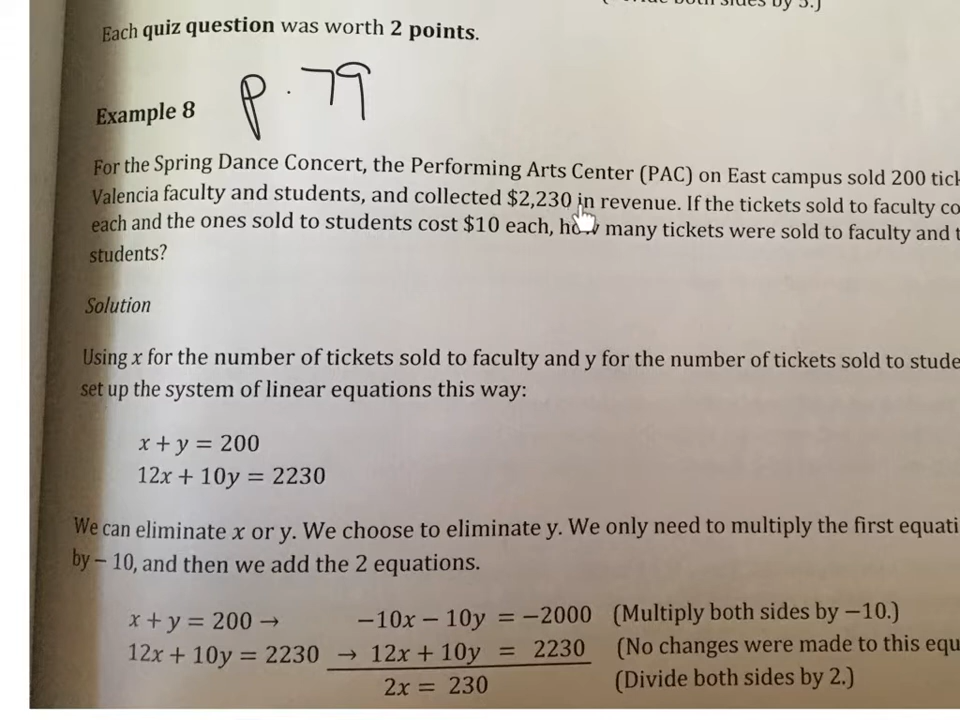 Each quiz question was worth 2 points.
p. 79
Example 8
For the Spring Dance Concert, the Performing Arts Center (PAC) on East campus sold 200
Valencia faculty and students, and collected $2,230 in revenue. If the tickets sold to faculty
each and the ones sold to students cost $10 each, how many tickets were sold to faculty and
students?
Solution
Using x for the number of tickets sold to faculty and y for the number of tickets sold to
set up the system of linear equations this way:
x + y = 200
12x + 10y = 2230
We can eliminate x or y. We choose to eliminate y. We only need to multiply the first
by − 10, and then we add the 2 equations.
x + y = 200 → −10x − 10y = −2000 (Multiply both sides by −10.)
12x + 10y = 2230 → 12x + 10y = 2230 (No changes were made to this
2x = 230 (Divide both sides by 2.)